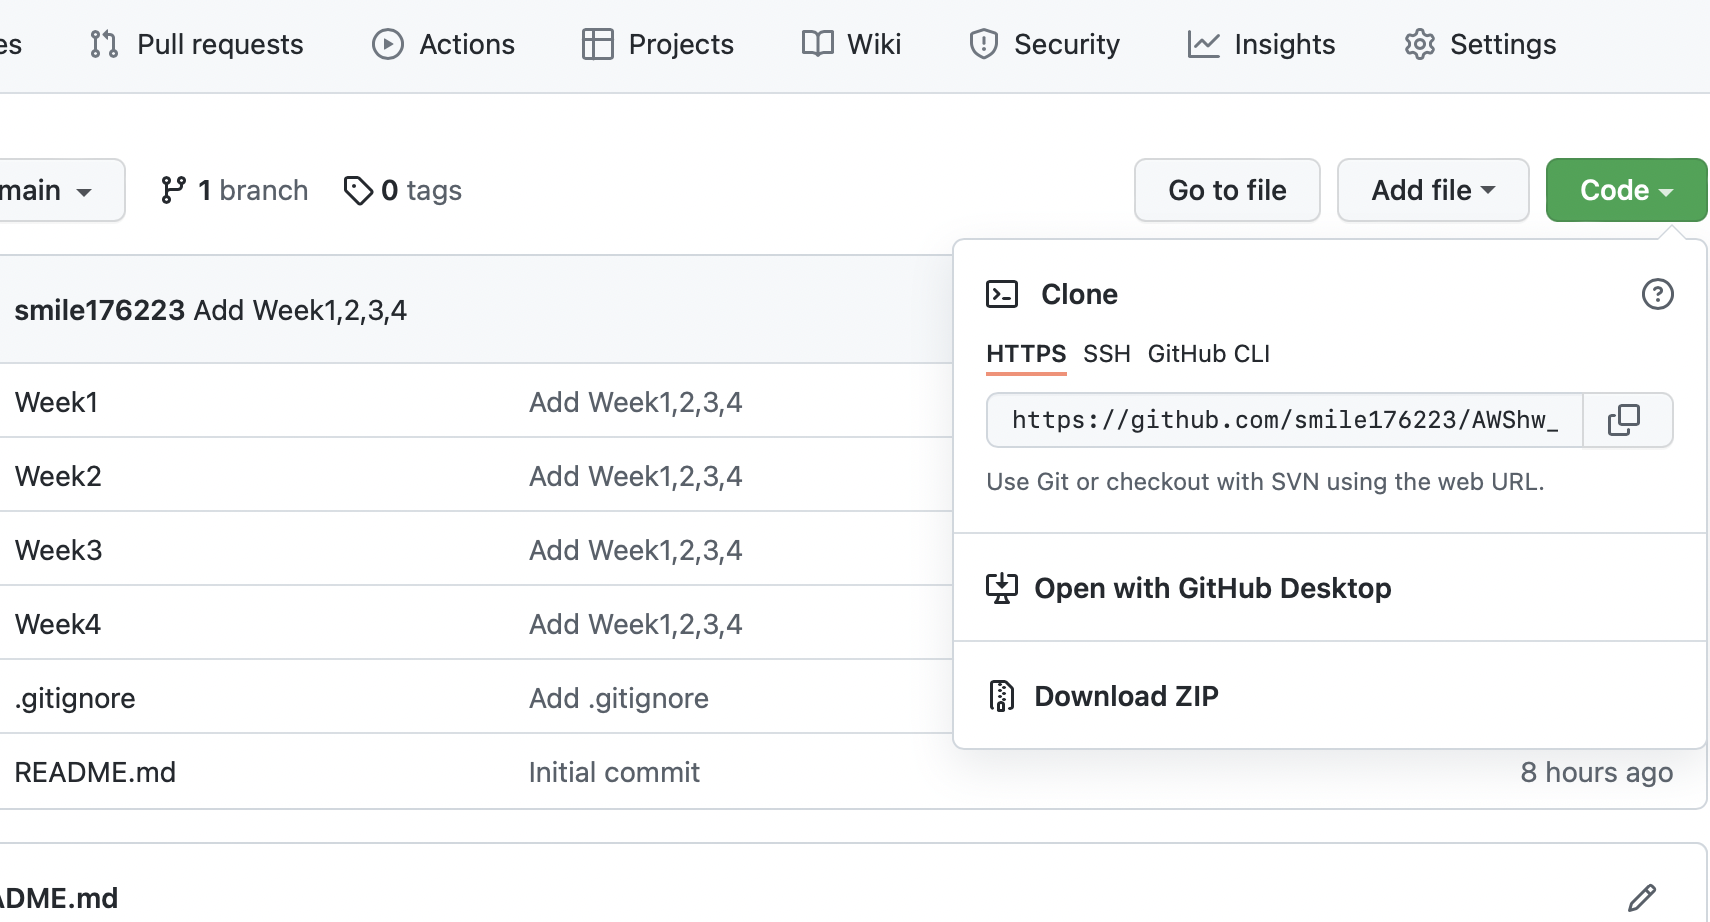 es Pull requests Actions Projects Wiki Security Insights Settings
main 1 branch 0 tags Go to file Add file Code
smile176223 Add Week1,2,3,4
Clone
HTTPS SSH GitHub CLI
https://github.com/smile176223/AWShw_
Use Git or checkout with SVN using the web URL.
Open with GitHub Desktop
Download ZIP
Week1 Add Week1,2,3,4
Week2 Add Week1,2,3,4
Week3 Add Week1,2,3,4
Week4 Add Week1,2,3,4
.gitignore Add .gitignore
README.md Initial commit 8 hours ago
ADME.md